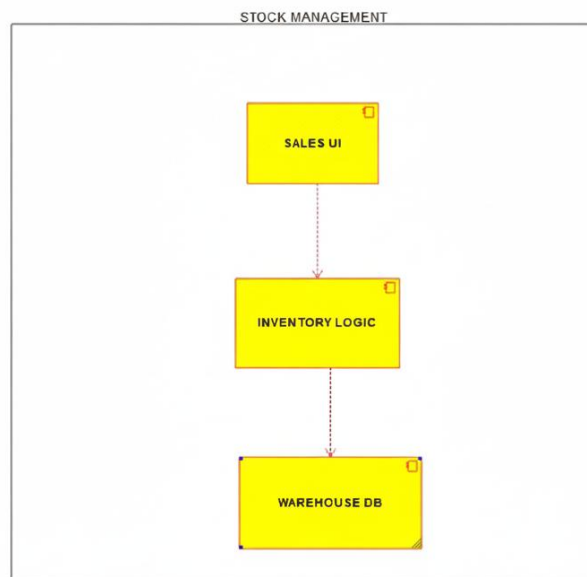 STOCK MANAGEMENT
SALES UI
INVENTORY LOGIC
WAREHOUSE DB